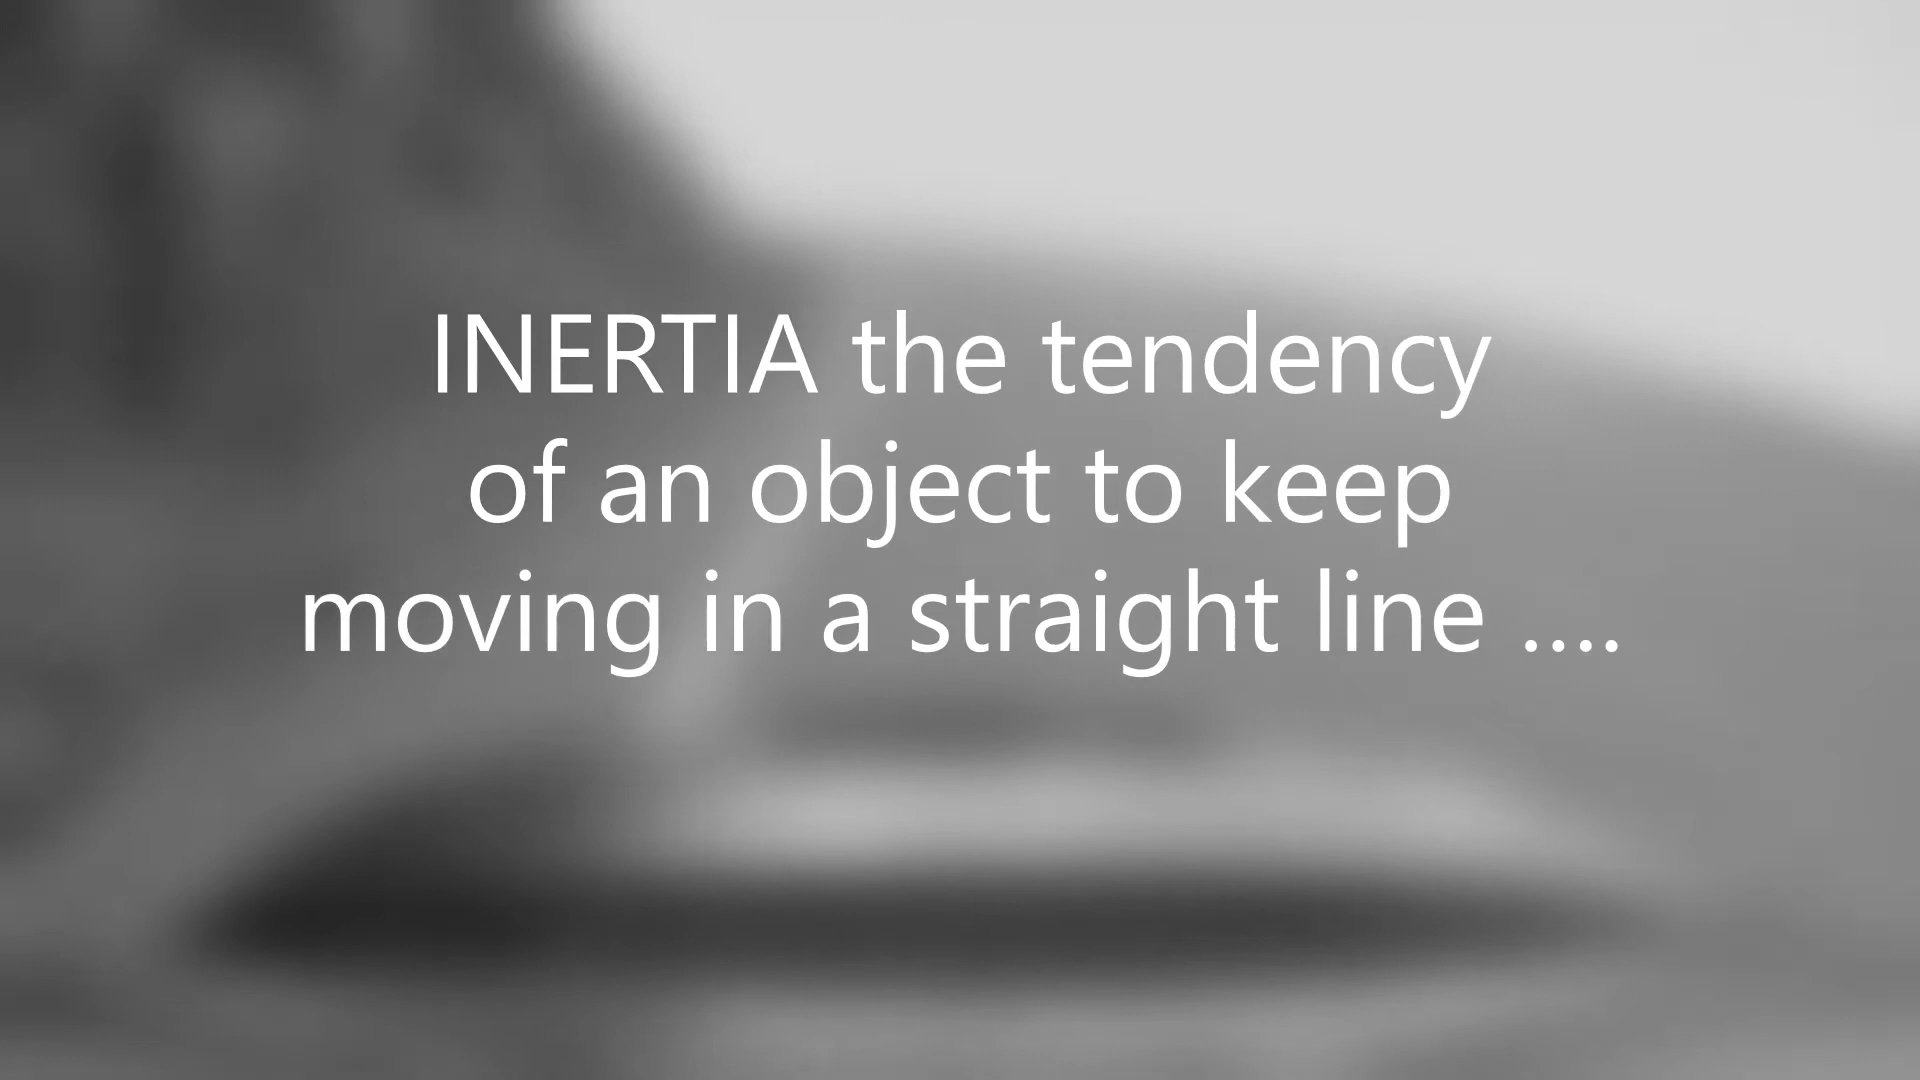 INERTIA the tendency
of an object to keep
moving in a straight line ....